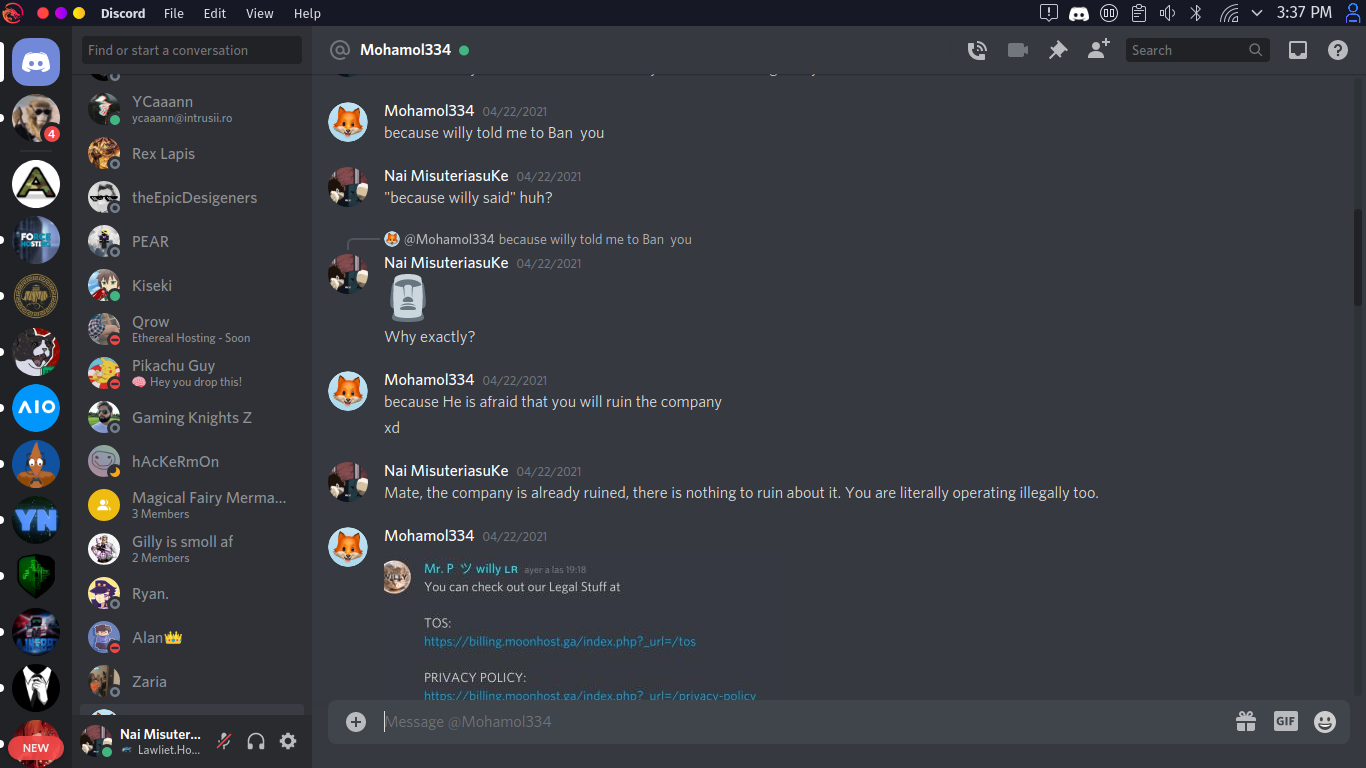 Discord File Edit View Help 3:37 PM
Find or start a conversation
@ Mohamol334
Search
4
FORCE
HOSTING
AIO
YN
NEW
YCaaann
ycaaann@intrusii.ro
Rex Lapis
theEpicDesigeners
PEAR
Kiseki
Qrow
Ethereal Hosting - Soon
Pikachu Guy
🧠 Hey you drop this!
Gaming Knights Z
hAcKeRmOn
Magical Fairy Merma...
3 Members
Gilly is smoll af
2 Members
Ryan.
Alan👑
Zaria
Nai Misuter...
Lawliet.Ho...
Mohamol334 04/22/2021
because willy told me to Ban  you
Nai MisuteriasuKe 04/22/2021
"because willy said" huh?
@Mohamol334 because willy told me to Ban  you
Nai MisuteriasuKe 04/22/2021
🗿
Why exactly?
Mohamol334 04/22/2021
because He is afraid that you will ruin the company
xd
Nai MisuteriasuKe 04/22/2021
Mate, the company is already ruined, there is nothing to ruin about it. You are literally operating illegally too.
Mohamol334 04/22/2021
Mr. P ツ willy ʟʀ ayer a las 19:18
You can check out our Legal Stuff at
TOS:
https://billing.moonhost.ga/index.php?_url=/tos
PRIVACY POLICY:
https://billing.moonhost.ga/index.php?_url=/privacy-policy
Message @Mohamol334
GIF